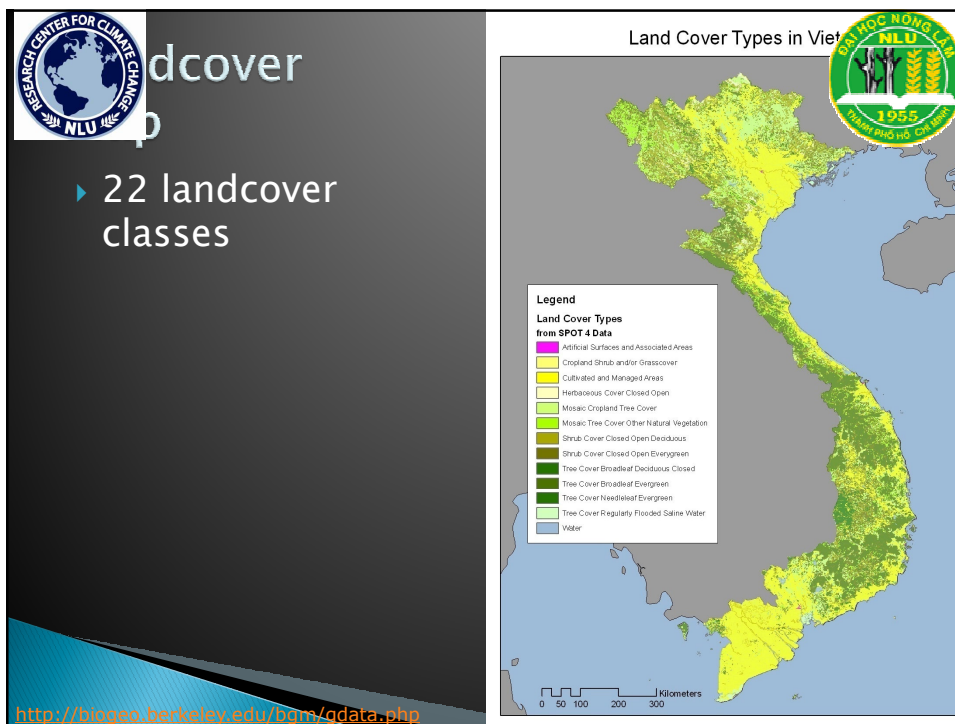 RESEARCH CENTER FOR CLIMATE CHANGE
NLU
dcover
p
22 landcover
classes
http://biogeo.berkeley.edu/bgm/gdata.php
Land Cover Types in Viet
ĐẠI HỌC NÔNG LÂM
NLU
1955
THÀNH PHỐ HỒ CHÍ MINH
Legend
Land Cover Types
from SPOT 4 Data
Artificial Surfaces and Associated Areas
Cropland Shrub and/or Grasscover
Cultivated and Managed Areas
Herbaceous Cover Closed Open
Mosaic Cropland Tree Cover
Mosaic Tree Cover Other Natural Vegetation
Shrub Cover Closed Open Deciduous
Shrub Cover Closed Open Everygreen
Tree Cover Broadleaf Deciduous Closed
Tree Cover Broadleaf Evergreen
Tree Cover Needleleaf Evergreen
Tree Cover Regularly Flooded Saline Water
Water
Kilometers
0 50 100 200 300